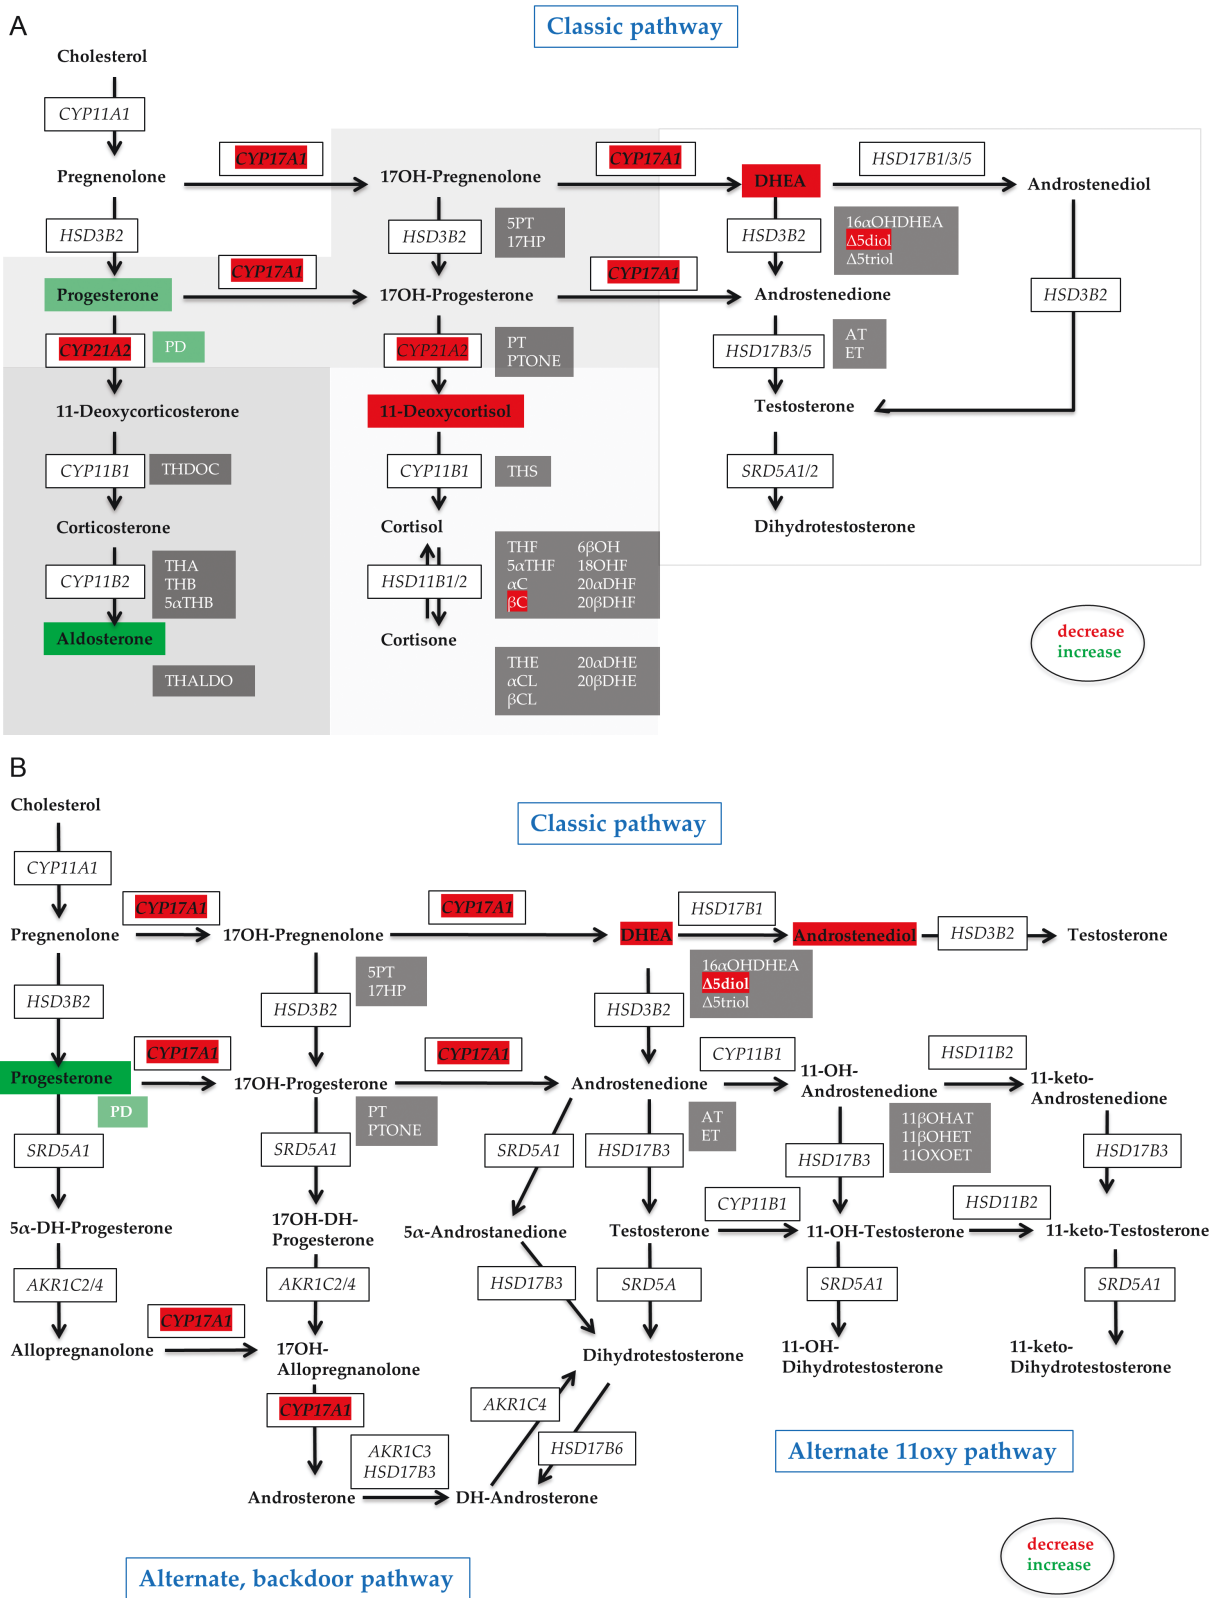 A
Classic pathway
Cholesterol
CYP11A1
CYP17A1
CYP17A1
HSD17B1/3/5
Pregnenolone
17OH-Pregnenolone
DHEA
Androstenediol
HSD3B2
HSD3B2
5PT
17HP
HSD3B2
16αOHDHEA
Δ5diol
Δ5triol
CYP17A1
CYP17A1
HSD3B2
Progesterone
17OH-Progesterone
Androstenedione
CYP21A2
PD
CYP21A2
PT
PTONE
HSD17B3/5
AT
ET
11-Deoxycorticosterone
11-Deoxycortisol
Testosterone
CYP11B1
THDOC
CYP11B1
THS
SRD5A1/2
Corticosterone
Cortisol
Dihydrotestosterone
CYP11B2
THA
THB
5αTHB
HSD11B1/2
THF 6βOH
5αTHF 18OHF
αC 20αDHF
βC 20βDHF
Aldosterone
Cortisone
THALDO
THE 20αDHE
αCL 20βDHE
βCL
decrease
increase
B
Cholesterol
Classic pathway
CYP11A1
CYP17A1
CYP17A1
HSD17B1
Pregnenolone
17OH-Pregnenolone
DHEA
Androstenediol
HSD3B2
Testosterone
HSD3B2
HSD3B2
5PT
17HP
HSD3B2
16αOHDHEA
Δ5diol
Δ5triol
CYP17A1
CYP17A1
CYP11B1
HSD11B2
Progesterone
17OH-Progesterone
Androstenedione
11-OH-
Androstenedione
11-keto-
Androstenedione
PD
PT
PTONE
AT
ET
11βOHAT
11βOHET
11OXOET
SRD5A1
SRD5A1
SRD5A1
HSD17B3
HSD17B3
HSD17B3
CYP11B1
HSD11B2
5α-DH-Progesterone
17OH-DH-
Progesterone
5α-Androstanedione
Testosterone
11-OH-Testosterone
11-keto-Testosterone
AKR1C2/4
AKR1C2/4
HSD17B3
SRD5A
SRD5A1
SRD5A1
CYP17A1
Allopregnanolone
17OH-
Allopregnanolone
Dihydrotestosterone
11-OH-
Dihydrotestosterone
11-keto-
Dihydrotestosterone
CYP17A1
AKR1C4
AKR1C3
HSD17B3
HSD17B6
Alternate 11oxy pathway
Androsterone
DH-Androsterone
decrease
increase
Alternate, backdoor pathway